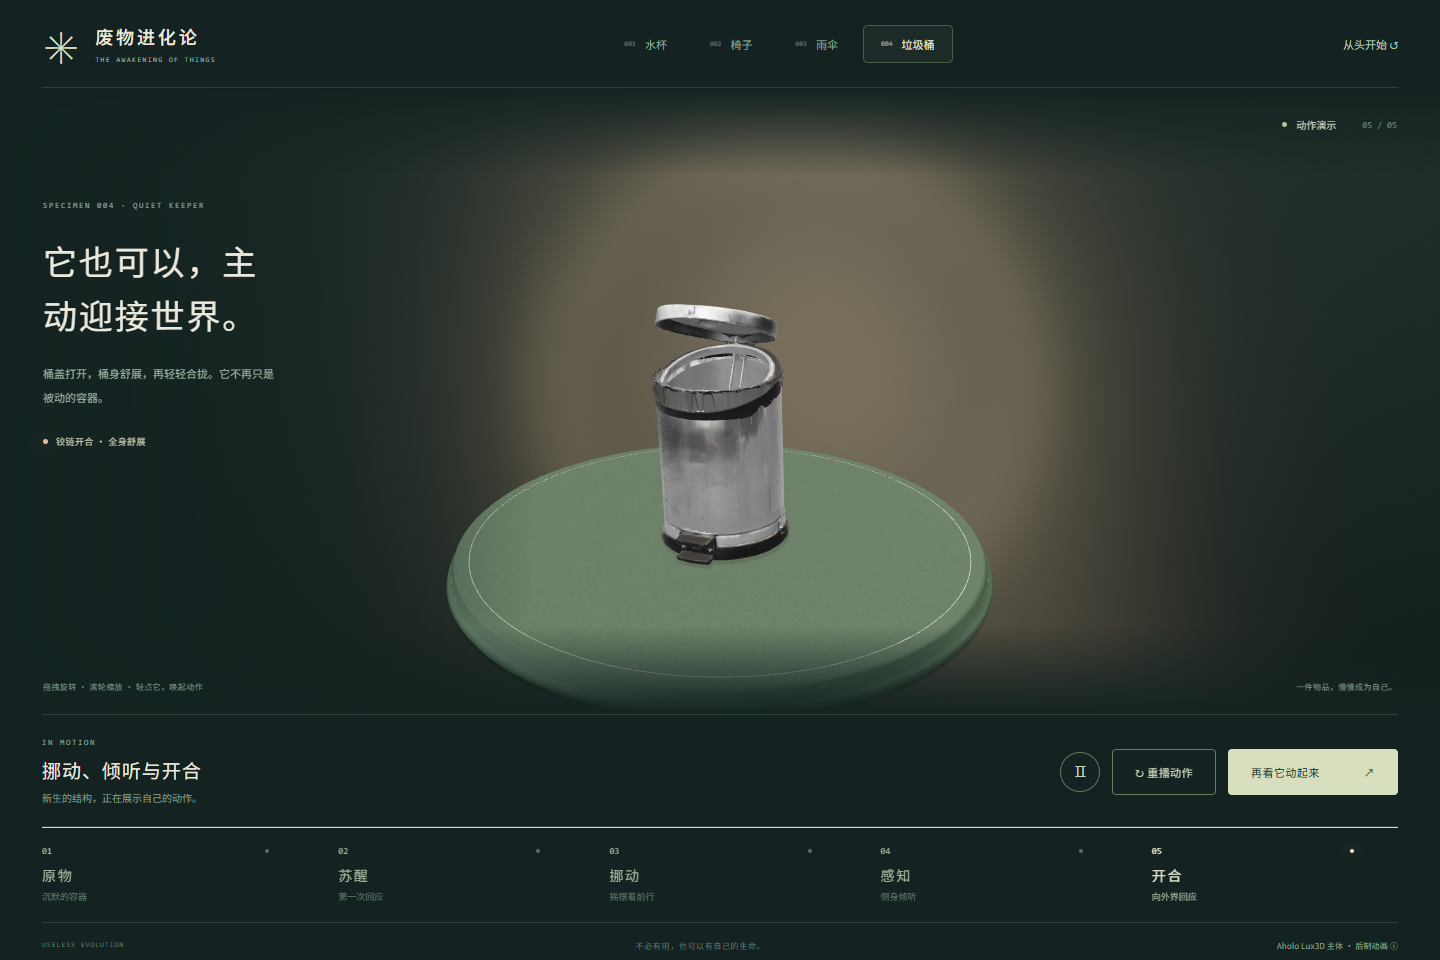 废物进化论
THE AWAKENING OF THINGS
001 水杯
002 椅子
003 雨伞
004 垃圾桶
从头开始 ↺
动作演示 05 / 05
SPECIMEN 004 · QUIET KEEPER
它也可以，主
动迎接世界。
桶盖打开，桶身舒展，再轻轻合拢。它不再只是
被动的容器。
铰链开合 · 全身舒展
拖拽旋转 · 滚轮缩放 · 轻点它，唤起动作
一件物品，慢慢成为自己。
IN MOTION
挪动、倾听与开合
新生的结构，正在展示自己的动作。
↻ 重播动作
再看它动起来 ↗
01
原物
沉默的容器
02
苏醒
第一次回应
03
挪动
摇摆着前行
04
感知
侧身倾听
05
开合
向外界回应
USELESS EVOLUTION
不必有用，也可以有自己的生命。
Aholo Lux3D 主体 · 后制动画 ⓘ